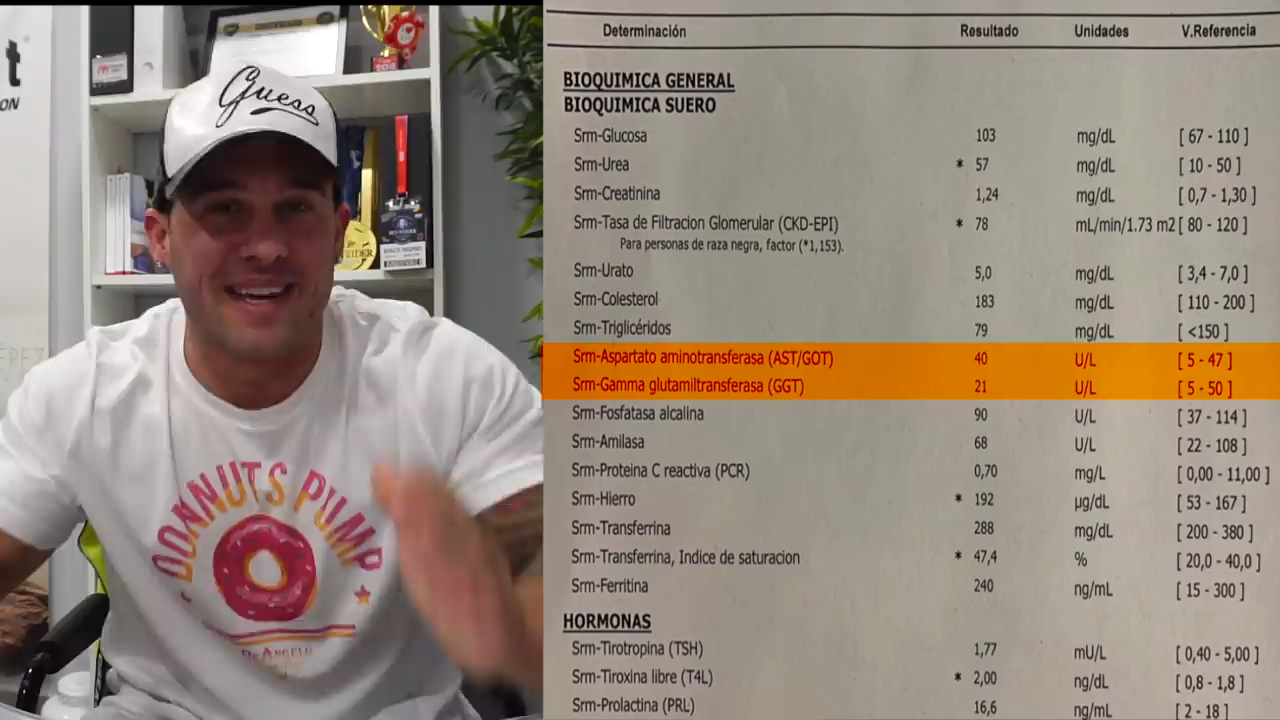 t
ON
Guess
ÉREZ
DONNUTS PUMP
DEANGELO
Determinación Resultado Unidades V.Referencia
BIOQUIMICA GENERAL
BIOQUIMICA SUERO
Srm-Glucosa 103 mg/dL [ 67 - 110 ]
Srm-Urea * 57 mg/dL [ 10 - 50 ]
Srm-Creatinina 1,24 mg/dL [ 0,7 - 1,30 ]
Srm-Tasa de Filtracion Glomerular (CKD-EPI) * 78 mL/min/1.73 m2 [ 80 - 120 ]
Para personas de raza negra, factor (*1,153).
Srm-Urato 5,0 mg/dL [ 3,4 - 7,0 ]
Srm-Colesterol 183 mg/dL [ 110 - 200 ]
Srm-Triglicéridos 79 mg/dL [ <150 ]
Srm-Aspartato aminotransferasa (AST/GOT) 40 U/L [ 5 - 47 ]
Srm-Gamma glutamiltransferasa (GGT) 21 U/L [ 5 - 50 ]
Srm-Fosfatasa alcalina 90 U/L [ 37 - 114 ]
Srm-Amilasa 68 U/L [ 22 - 108 ]
Srm-Proteina C reactiva (PCR) 0,70 mg/L [ 0,00 - 11,00 ]
Srm-Hierro * 192 µg/dL [ 53 - 167 ]
Srm-Transferrina 288 mg/dL [ 200 - 380 ]
Srm-Transferrina, Indice de saturacion * 47,4 % [ 20,0 - 40,0 ]
Srm-Ferritina 240 ng/mL [ 15 - 300 ]
HORMONAS
Srm-Tirotropina (TSH) 1,77 mU/L [ 0,40 - 5,00 ]
Srm-Tiroxina libre (T4L) * 2,00 ng/dL [ 0,8 - 1,8 ]
Srm-Prolactina (PRL) 16,6 ng/mL [ 2 - 18 ]